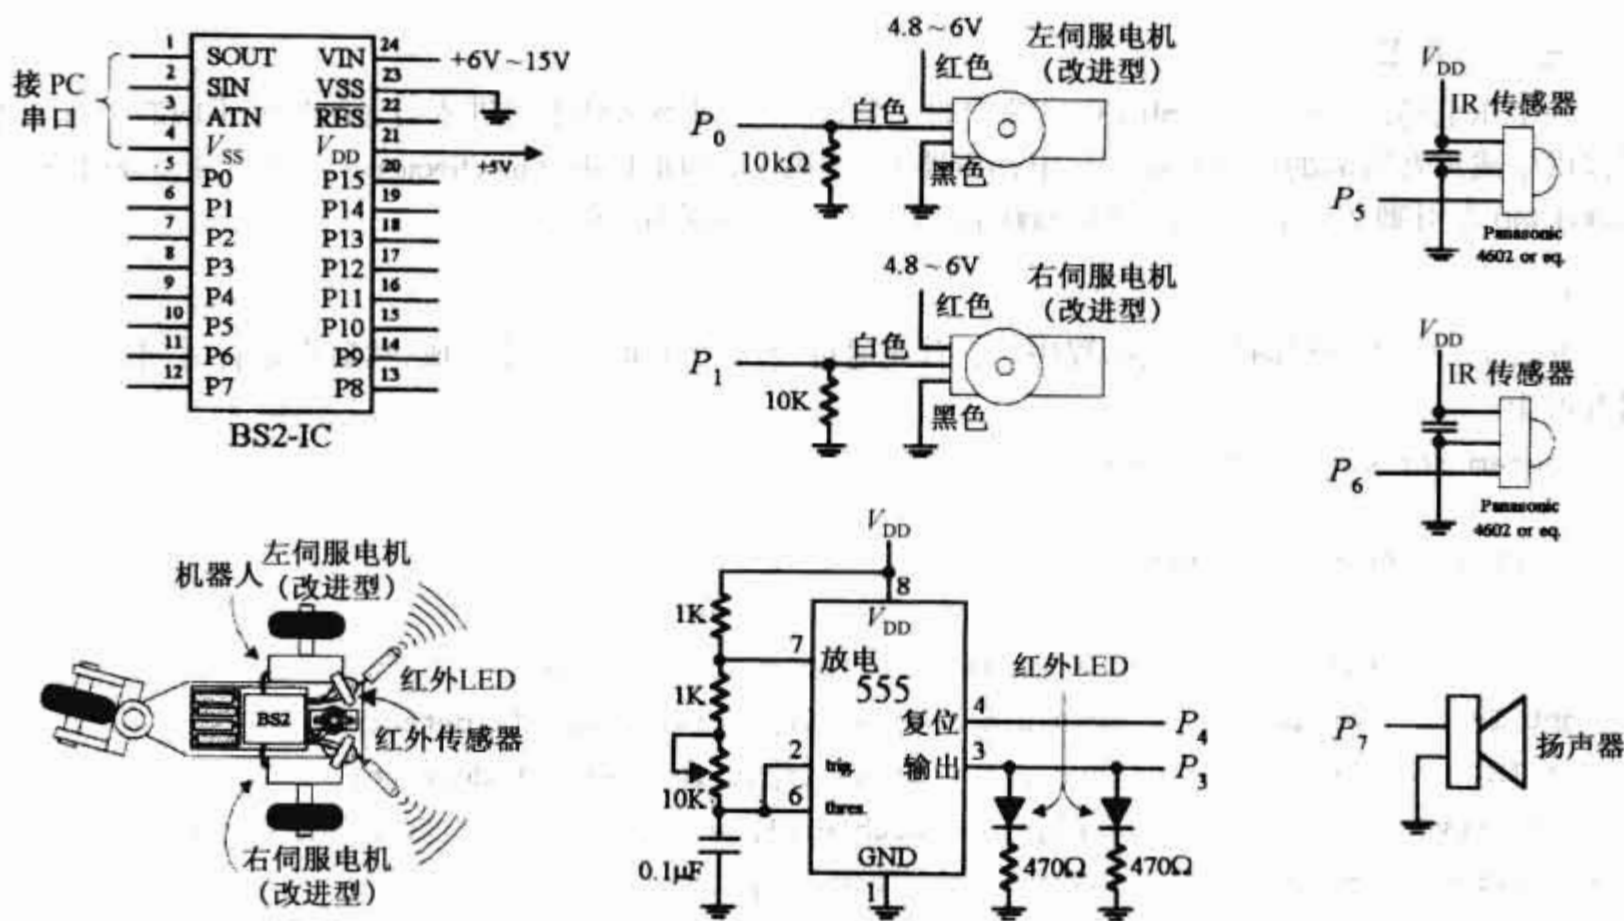 接 PC
串口
1
SOUT
2
SIN
3
ATN
4
VSS
5
P0
6
P1
7
P2
8
P3
9
P4
10
P5
11
P6
12
P7
VIN
24
+6V~15V
VSS
23
RES
22
VDD
21
+5V
P15
20
P14
19
P13
18
P12
17
P11
16
P10
15
P9
14
P8
13
BS2-IC
4.8~6V
红色
左伺服电机
(改进型)
P0
白色
10kΩ
黑色
4.8~6V
红色
右伺服电机
(改进型)
P1
白色
10K
黑色
VDD
IR 传感器
P5
Panasonic
4602 or eq.
VDD
IR 传感器
P6
Panasonic
4602 or eq.
机器人
左伺服电机
(改进型)
红外LED
BS2
红外传感器
右伺服电机
(改进型)
VDD
8
1K
VDD
7
放电
555
红外LED
1K
复位
4
P4
2
trig.
输出
3
P3
10K
6
thres.
0.1μF
GND
1
470Ω
470Ω
P7
扬声器